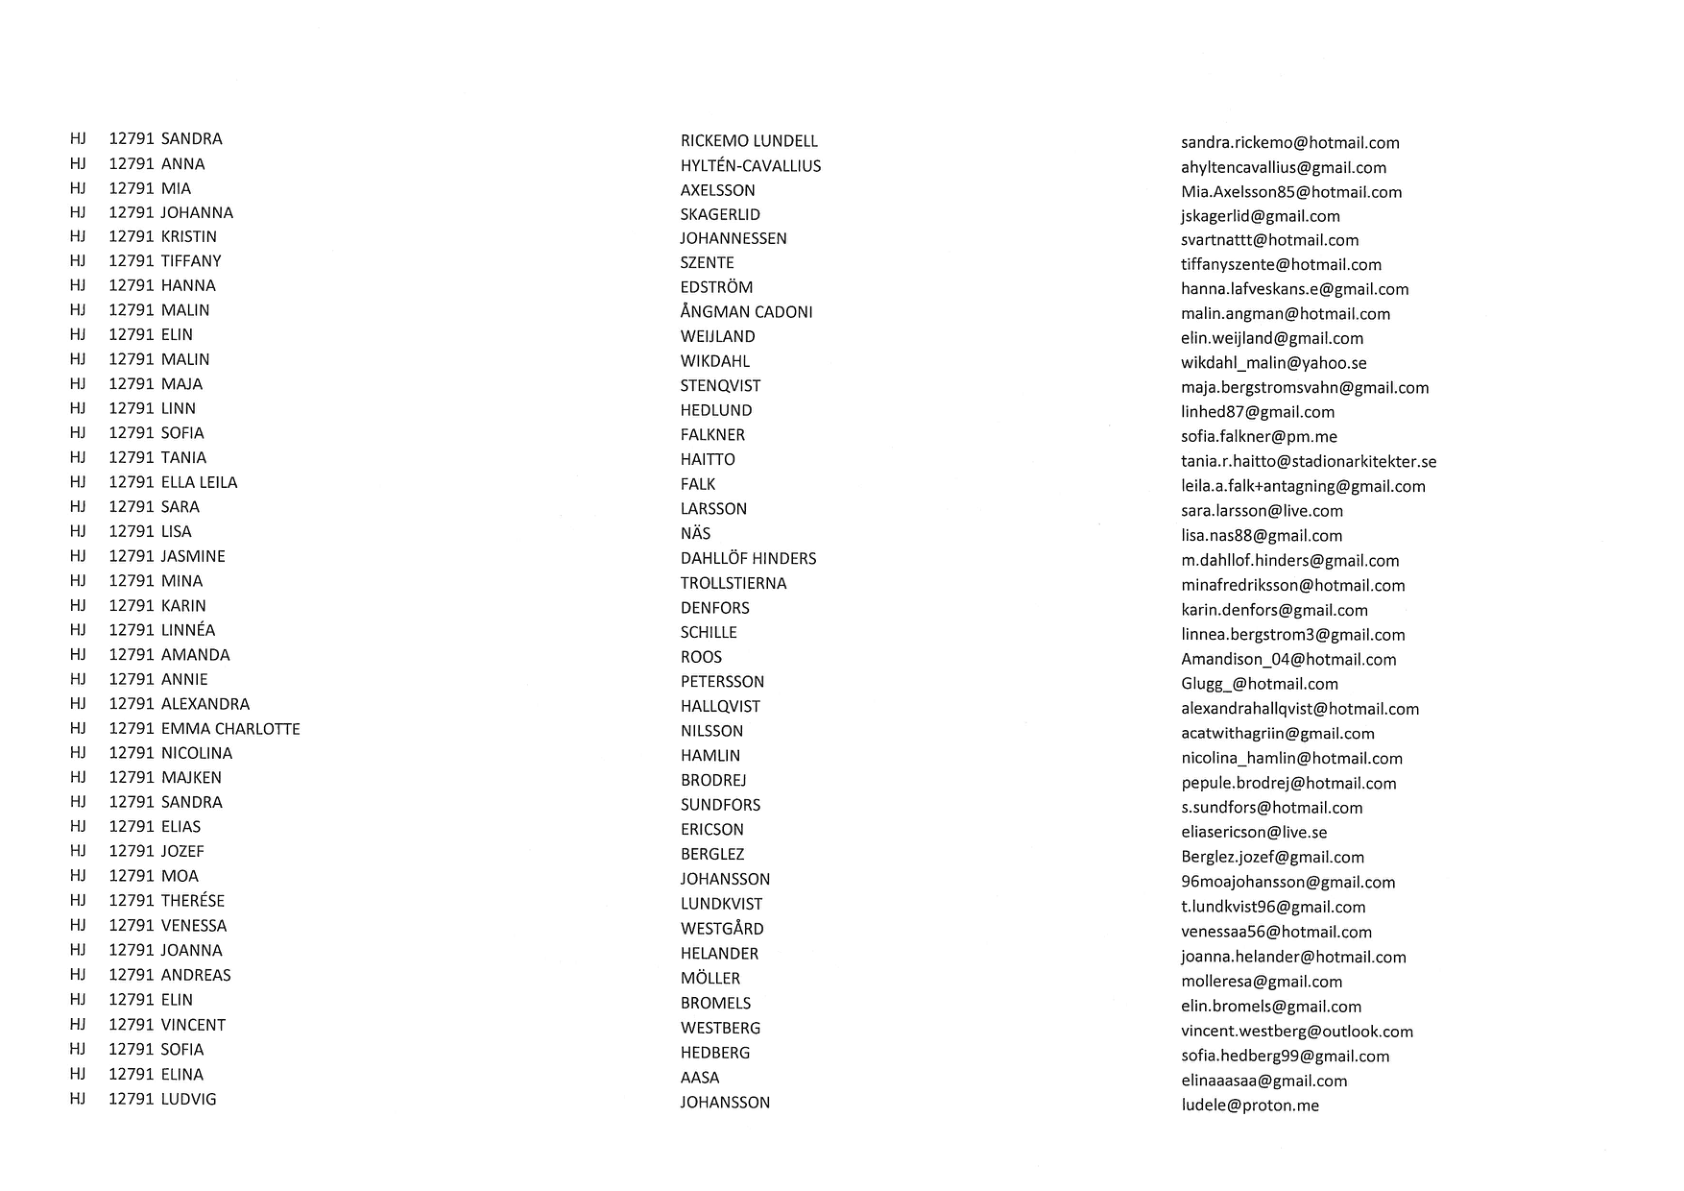 HJ 12791 SANDRA RICKEMO LUNDELL sandra.rickemo@hotmail.com
HJ 12791 ANNA HYLTÉN-CAVALLIUS ahyltencavallius@gmail.com
HJ 12791 MIA AXELSSON Mia.Axelsson85@hotmail.com
HJ 12791 JOHANNA SKAGERLID jskagerlid@gmail.com
HJ 12791 KRISTIN JOHANNESSEN svartnattt@hotmail.com
HJ 12791 TIFFANY SZENTE tiffanyszente@hotmail.com
HJ 12791 HANNA EDSTRÖM hanna.lafveskans.e@gmail.com
HJ 12791 MALIN ÅNGMAN CADONI malin.angman@hotmail.com
HJ 12791 ELIN WEIJLAND elin.weijland@gmail.com
HJ 12791 MALIN WIKDAHL wikdahl_malin@yahoo.se
HJ 12791 MAJA STENQVIST maja.bergstromsvahn@gmail.com
HJ 12791 LINN HEDLUND linhed87@gmail.com
HJ 12791 SOFIA FALKNER sofia.falkner@pm.me
HJ 12791 TANIA HAITTO tania.r.haitto@stadionarkitekter.se
HJ 12791 ELLA LEILA FALK leila.a.falk+antagning@gmail.com
HJ 12791 SARA LARSSON sara.larsson@live.com
HJ 12791 LISA NÄS lisa.nas88@gmail.com
HJ 12791 JASMINE DAHLLÖF HINDERS m.dahllof.hinders@gmail.com
HJ 12791 MINA TROLLSTIERNA minafredriksson@hotmail.com
HJ 12791 KARIN DENFORS karin.denfors@gmail.com
HJ 12791 LINNÉA SCHILLE linnea.bergstrom3@gmail.com
HJ 12791 AMANDA ROOS Amandison_04@hotmail.com
HJ 12791 ANNIE PETERSSON Glugg_@hotmail.com
HJ 12791 ALEXANDRA HALLQVIST alexandrahallqvist@hotmail.com
HJ 12791 EMMA CHARLOTTE NILSSON acatwithagriin@gmail.com
HJ 12791 NICOLINA HAMLIN nicolina_hamlin@hotmail.com
HJ 12791 MAJKEN BRODREJ pepule.brodrej@hotmail.com
HJ 12791 SANDRA SUNDFORS s.sundfors@hotmail.com
HJ 12791 ELIAS ERICSON eliasericson@live.se
HJ 12791 JOZEF BERGLEZ Berglez.jozef@gmail.com
HJ 12791 MOA JOHANSSON 96moajohansson@gmail.com
HJ 12791 THERÉSE LUNDKVIST t.lundkvist96@gmail.com
HJ 12791 VENESSA WESTGÅRD venessaa56@hotmail.com
HJ 12791 JOANNA HELANDER joanna.helander@hotmail.com
HJ 12791 ANDREAS MÖLLER molleresa@gmail.com
HJ 12791 ELIN BROMELS elin.bromels@gmail.com
HJ 12791 VINCENT WESTBERG vincent.westberg@outlook.com
HJ 12791 SOFIA HEDBERG sofia.hedberg99@gmail.com
HJ 12791 ELINA AASA elinaaasaa@gmail.com
HJ 12791 LUDVIG JOHANSSON ludele@proton.me